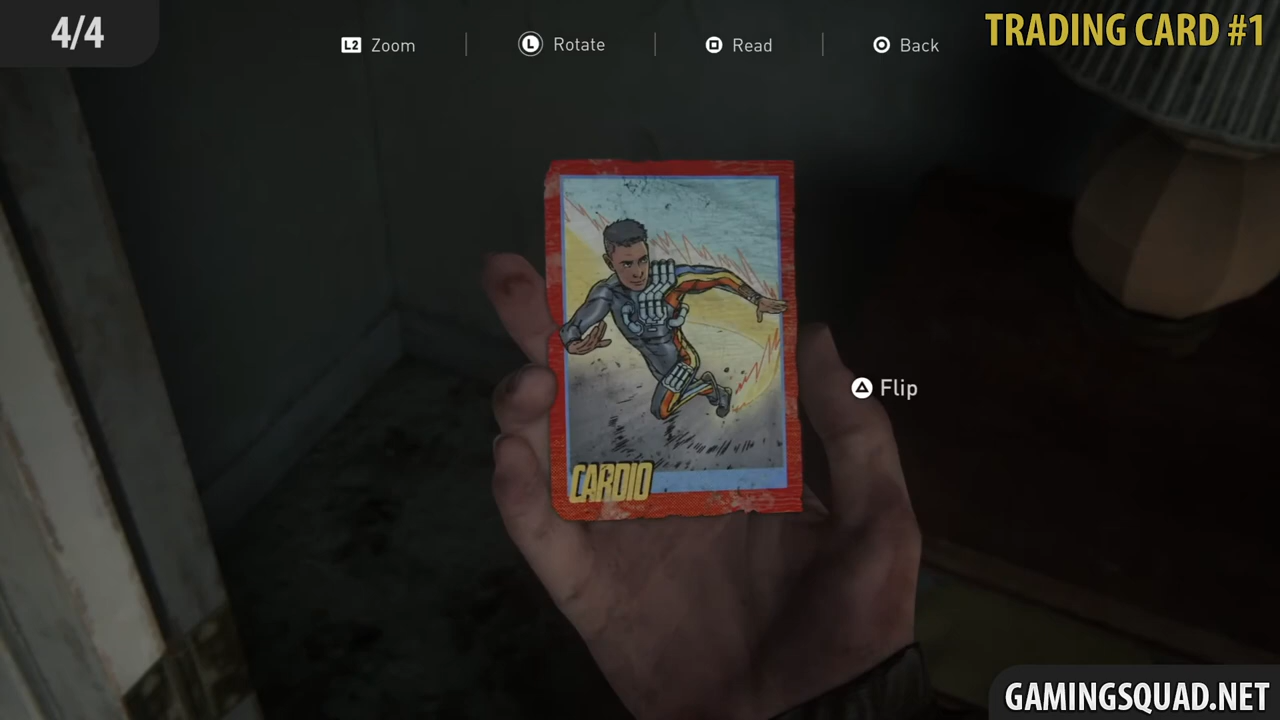 4/4
L2 Zoom
L Rotate
Read
Back
TRADING CARD #1
Flip
CARDIO
GAMINGSQUAD.NET